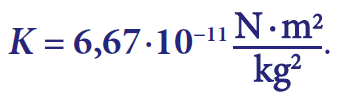 K = 6,67·10⁻¹¹ N·m²/kg².